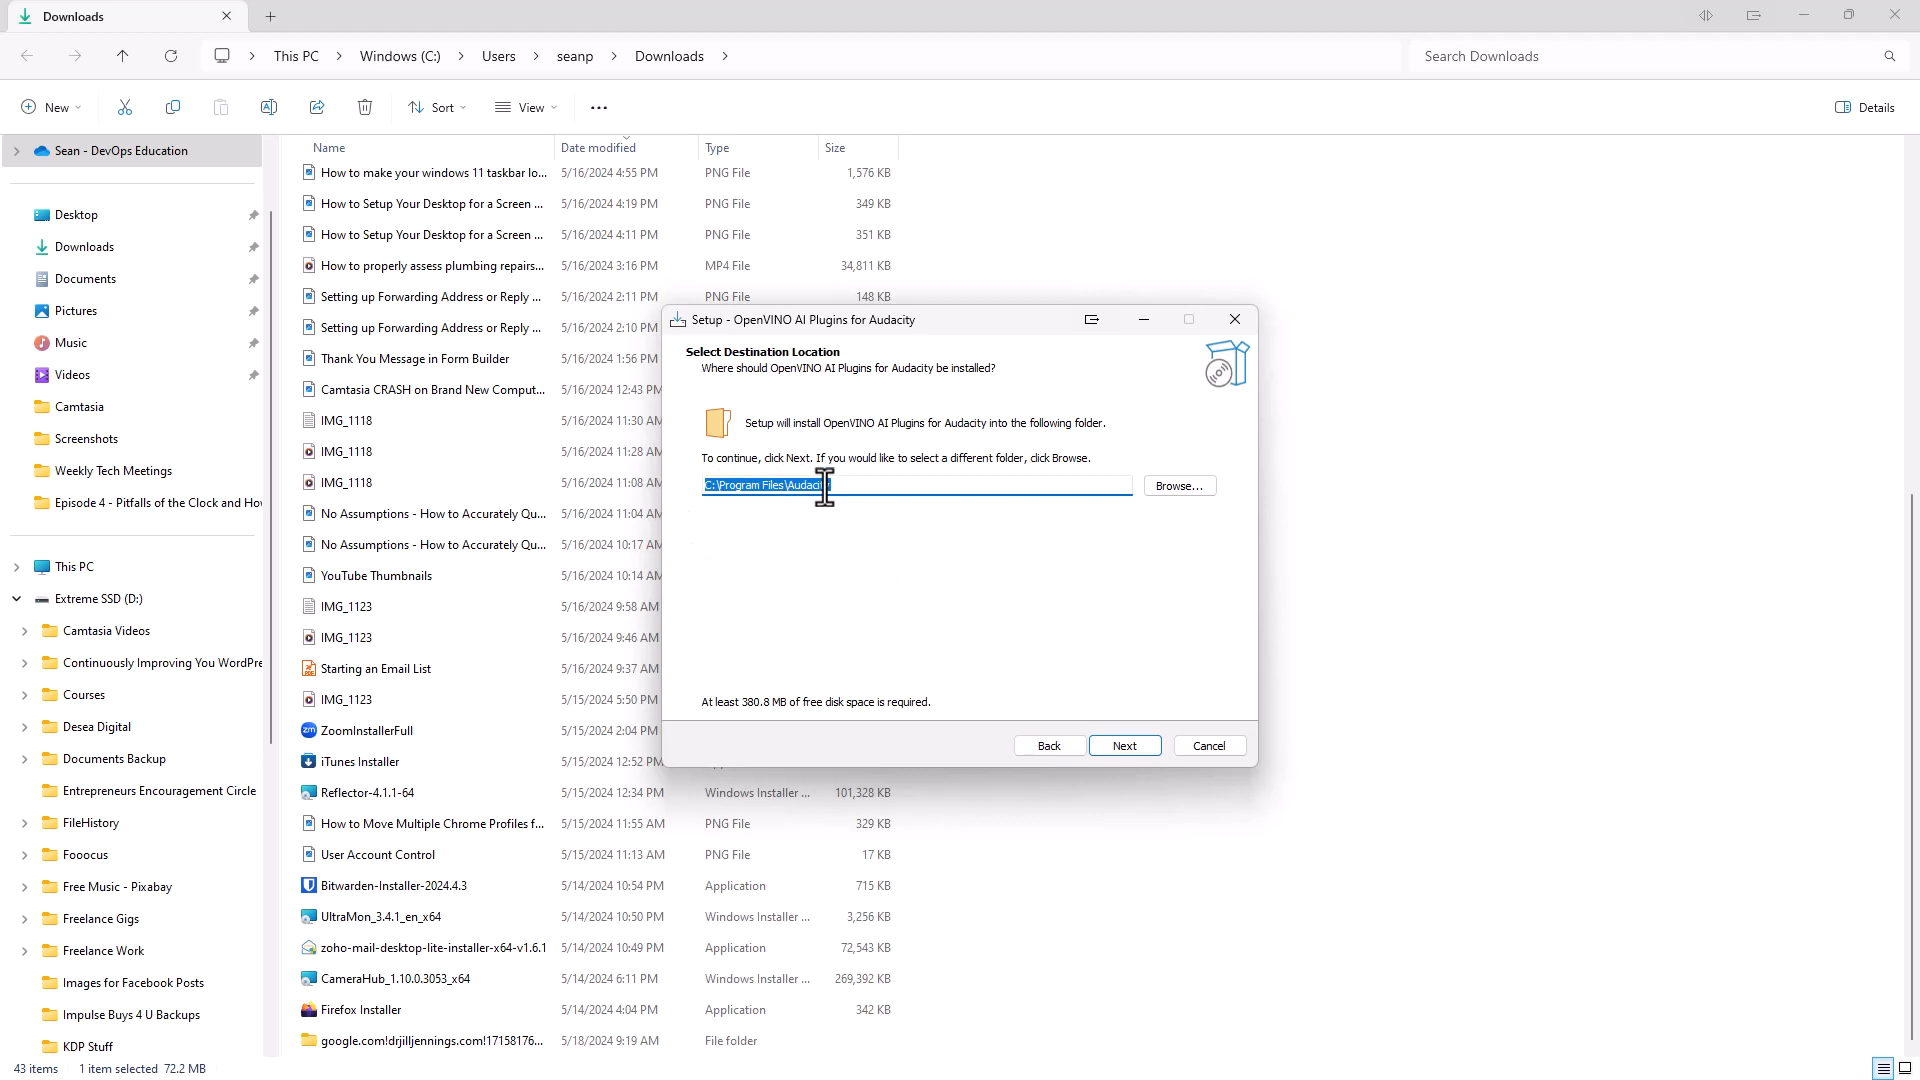 Downloads
This PC
Windows (C:)
Users
seanp
Downloads
Search Downloads
New
Sort
View
Details
Sean - DevOps Education
Desktop
Downloads
Documents
Pictures
Music
Videos
Camtasia
Screenshots
Weekly Tech Meetings
Episode 4 - Pitfalls of the Clock and Ho
This PC
Extreme SSD (D:)
Camtasia Videos
Continuously Improving You WordPre
Courses
Desea Digital
Documents Backup
Entrepreneurs Encouragement Circle
FileHistory
Fooocus
Free Music - Pixabay
Freelance Gigs
Freelance Work
Images for Facebook Posts
Impulse Buys 4 U Backups
KDP Stuff
Name Date modified Type Size
How to make your windows 11 taskbar lo... 5/16/2024 4:55 PM PNG File 1,576 KB
How to Setup Your Desktop for a Screen ... 5/16/2024 4:19 PM PNG File 349 KB
How to Setup Your Desktop for a Screen ... 5/16/2024 4:11 PM PNG File 351 KB
How to properly assess plumbing repairs... 5/16/2024 3:16 PM MP4 File 34,811 KB
Setting up Forwarding Address or Reply ... 5/16/2024 2:11 PM PNG File 148 KB
Setting up Forwarding Address or Reply ... 5/16/2024 2:10 PM
Thank You Message in Form Builder 5/16/2024 1:56 PM
Camtasia CRASH on Brand New Comput... 5/16/2024 12:43 PM
IMG_1118 5/16/2024 11:30 AM
IMG_1118 5/16/2024 11:28 AM
IMG_1118 5/16/2024 11:08 AM
No Assumptions - How to Accurately Qu... 5/16/2024 11:04 AM
No Assumptions - How to Accurately Qu... 5/16/2024 10:17 AM
YouTube Thumbnails 5/16/2024 10:14 AM
IMG_1123 5/16/2024 9:58 AM
IMG_1123 5/16/2024 9:46 AM
Starting an Email List 5/16/2024 9:37 AM
IMG_1123 5/15/2024 5:50 PM
ZoomInstallerFull 5/15/2024 2:04 PM
iTunes Installer 5/15/2024 12:52 PM
Reflector-4.1.1-64 5/15/2024 12:34 PM Windows Installer ... 101,328 KB
How to Move Multiple Chrome Profiles f... 5/15/2024 11:55 AM PNG File 329 KB
User Account Control 5/15/2024 11:13 AM PNG File 17 KB
Bitwarden-Installer-2024.4.3 5/14/2024 10:54 PM Application 715 KB
UltraMon_3.4.1_en_x64 5/14/2024 10:50 PM Windows Installer ... 3,256 KB
zoho-mail-desktop-lite-installer-x64-v1.6.1 5/14/2024 10:49 PM Application 72,543 KB
CameraHub_1.10.0.3053_x64 5/14/2024 6:11 PM Windows Installer ... 269,392 KB
Firefox Installer 5/14/2024 4:04 PM Application 342 KB
google.com!drjilljennings.com!17158176... 5/18/2024 9:19 AM File folder
Setup - OpenVINO AI Plugins for Audacity
Select Destination Location
Where should OpenVINO AI Plugins for Audacity be installed?
Setup will install OpenVINO AI Plugins for Audacity into the following folder.
To continue, click Next. If you would like to select a different folder, click Browse.
C:\Program Files\Audacity
Browse...
At least 380.8 MB of free disk space is required.
Back
Next
Cancel
43 items 1 item selected 72.2 MB